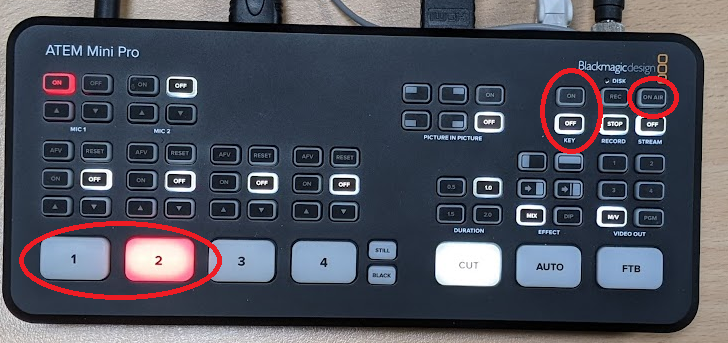 ATEM Mini Pro
Blackmagicdesign
DISK
ON OFF ON OFF ON ON REC ON AIR
OFF OFF STOP OFF
MIC 1 MIC 2 PICTURE IN PICTURE KEY RECORD STREAM
AFV RESET AFV RESET AFV RESET AFV RESET 1 2
ON OFF ON OFF ON OFF ON OFF 0.5 1.0 3 4
1.5 2.0 MIX DIP M/V PGM
DURATION EFFECT VIDEO OUT
1 2 3 4 STILL CUT AUTO FTB
BLACK